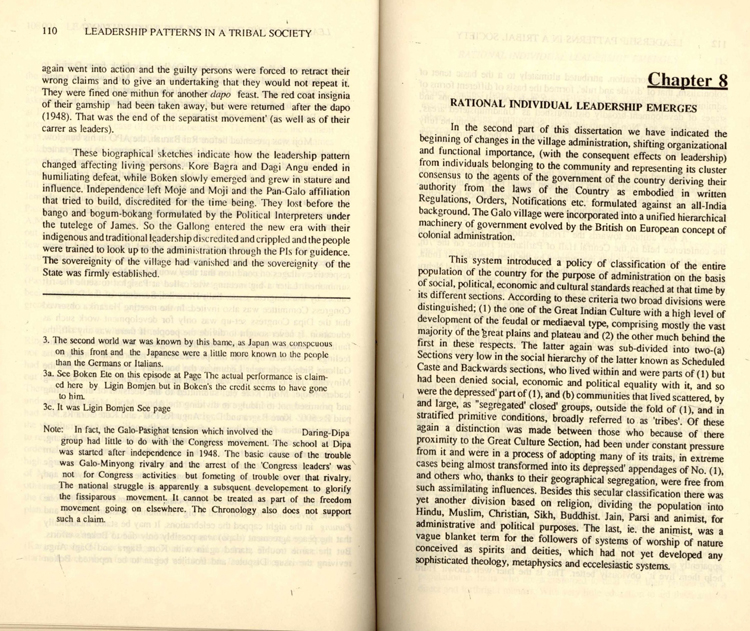 110 LEADERSHIP PATTERNS IN A TRIBAL SOCIETY
again went into action and the guilty persons were forced to retract their
wrong claims and to give an undertaking that they would not repeat it.
They were fined one mithun for another dapo feast. The red coat insignia
of their gamship had been taken away, but were returned after the dapo
(1948). That was the end of the separatist movement' (as well as of their
carrer as leaders).
These biographical sketches indicate how the leadership pattern
changed affecting living persons. Kore Bagra and Dagi Angu ended in
humiliating defeat, while Boken slowly emerged and grew in stature and
influence. Independence left Moje and Moji and the Pan-Galo affiliation
that tried to build, discredited for the time being. They lost before the
bango and bogum-bokang formulated by the Political Interpreters under
the tutelege of James. So the Gallong entered the new era with their
indigenous and traditional leadership discredited and crippled and the people
were trained to look up to the administration through the PIs for guidance.
The sovereignity of the village had vanished and the sovereignity of the
State was firmly established.
3. The second world war was known by this bame, as Japan was conspcuous
on this front and the Japanese were a little more known to the people
than the Germans or Italians.
3a. See Boken Ete on this episode at Page The actual performance is claim-
ed here by Ligin Bomjen but in Boken's the credit seems to have gone
to him.
3c. It was Ligin Bomjen See page
Note: In fact, the Galo-Pasighat tension which involved the Daring-Dipa
group had little to do with the Congress movement. The school at Dipa
was started after independence in 1948. The basic cause of the trouble
was Galo-Minyong rivalry and the arrest of the 'Congress leaders' was
not for Congress activities but fometing of trouble over that rivalry.
The national struggle is apparently a subsquent developement to glorify
the fissiparous movement. It cannot be treated as part of the freedom
movement going on elsewhere. The Chronology also does not support
such a claim.
Chapter 8
RATIONAL INDIVIDUAL LEADERSHIP EMERGES
In the second part of this dissertation we have indicated the
beginning of changes in the village administration, shifting organizational
and functional importance, (with the consequent effects on leadership)
from individuals belonging to the community and representing its cluster
consensus to the agents of the government of the country deriving their
authority from the laws of the Country as embodied in written
Regulations, Orders, Notifications etc. formulated against an all-India
background. The Galo village were incorporated into a unified hierarchical
machinery of government evolved by the British on European concept of
colonial administration.
This system introduced a policy of classification of the entire
population of the country for the purpose of administration on the basis
of social, political, economic and cultural standards reached at that time by
its different sections. According to these criteria two broad divisions were
distinguished; (1) the one of the Great Indian Culture with a high level of
development of the feudal or mediaeval type, comprising mostly the vast
majority of the great plains and plateau and (2) the other much behind the
first in these respects. The latter again was sub-divided into two-(a)
Sections very low in the social hierarchy of the latter known as Scheduled
Caste and Backwards sections, who lived within and were parts of (1) but
had been denied social, economic and political equality with it, and so
were the depressed' part of (1), and (b) communities that lived scattered, by
and large, as "segregated' closed' groups, outside the fold of (1), and in
stratified primitive conditions, broadly referred to as 'tribes'. Of these
again a distinction was made between those who because of there
proximity to the Great Culture Section, had been under constant pressure
from it and were in a process of adopting many of its traits, in extreme
cases being almost transformed into its depressed' appendages of No. (1),
and others who, thanks to their geographical segregation, were free from
such assimilating influences. Besides this secular classification there was
yet another division based on religion, dividing the population into
Hindu, Muslim, Christian, Sikh, Buddhist. Jain, Parsi and animist, for
administrative and political purposes. The last, ie. the animist, was a
vague blanket term for the followers of systems of worship of nature
conceived as spirits and deities, which had not yet developed any
sophisticated theology, metaphysics and eccelesiastic systems.